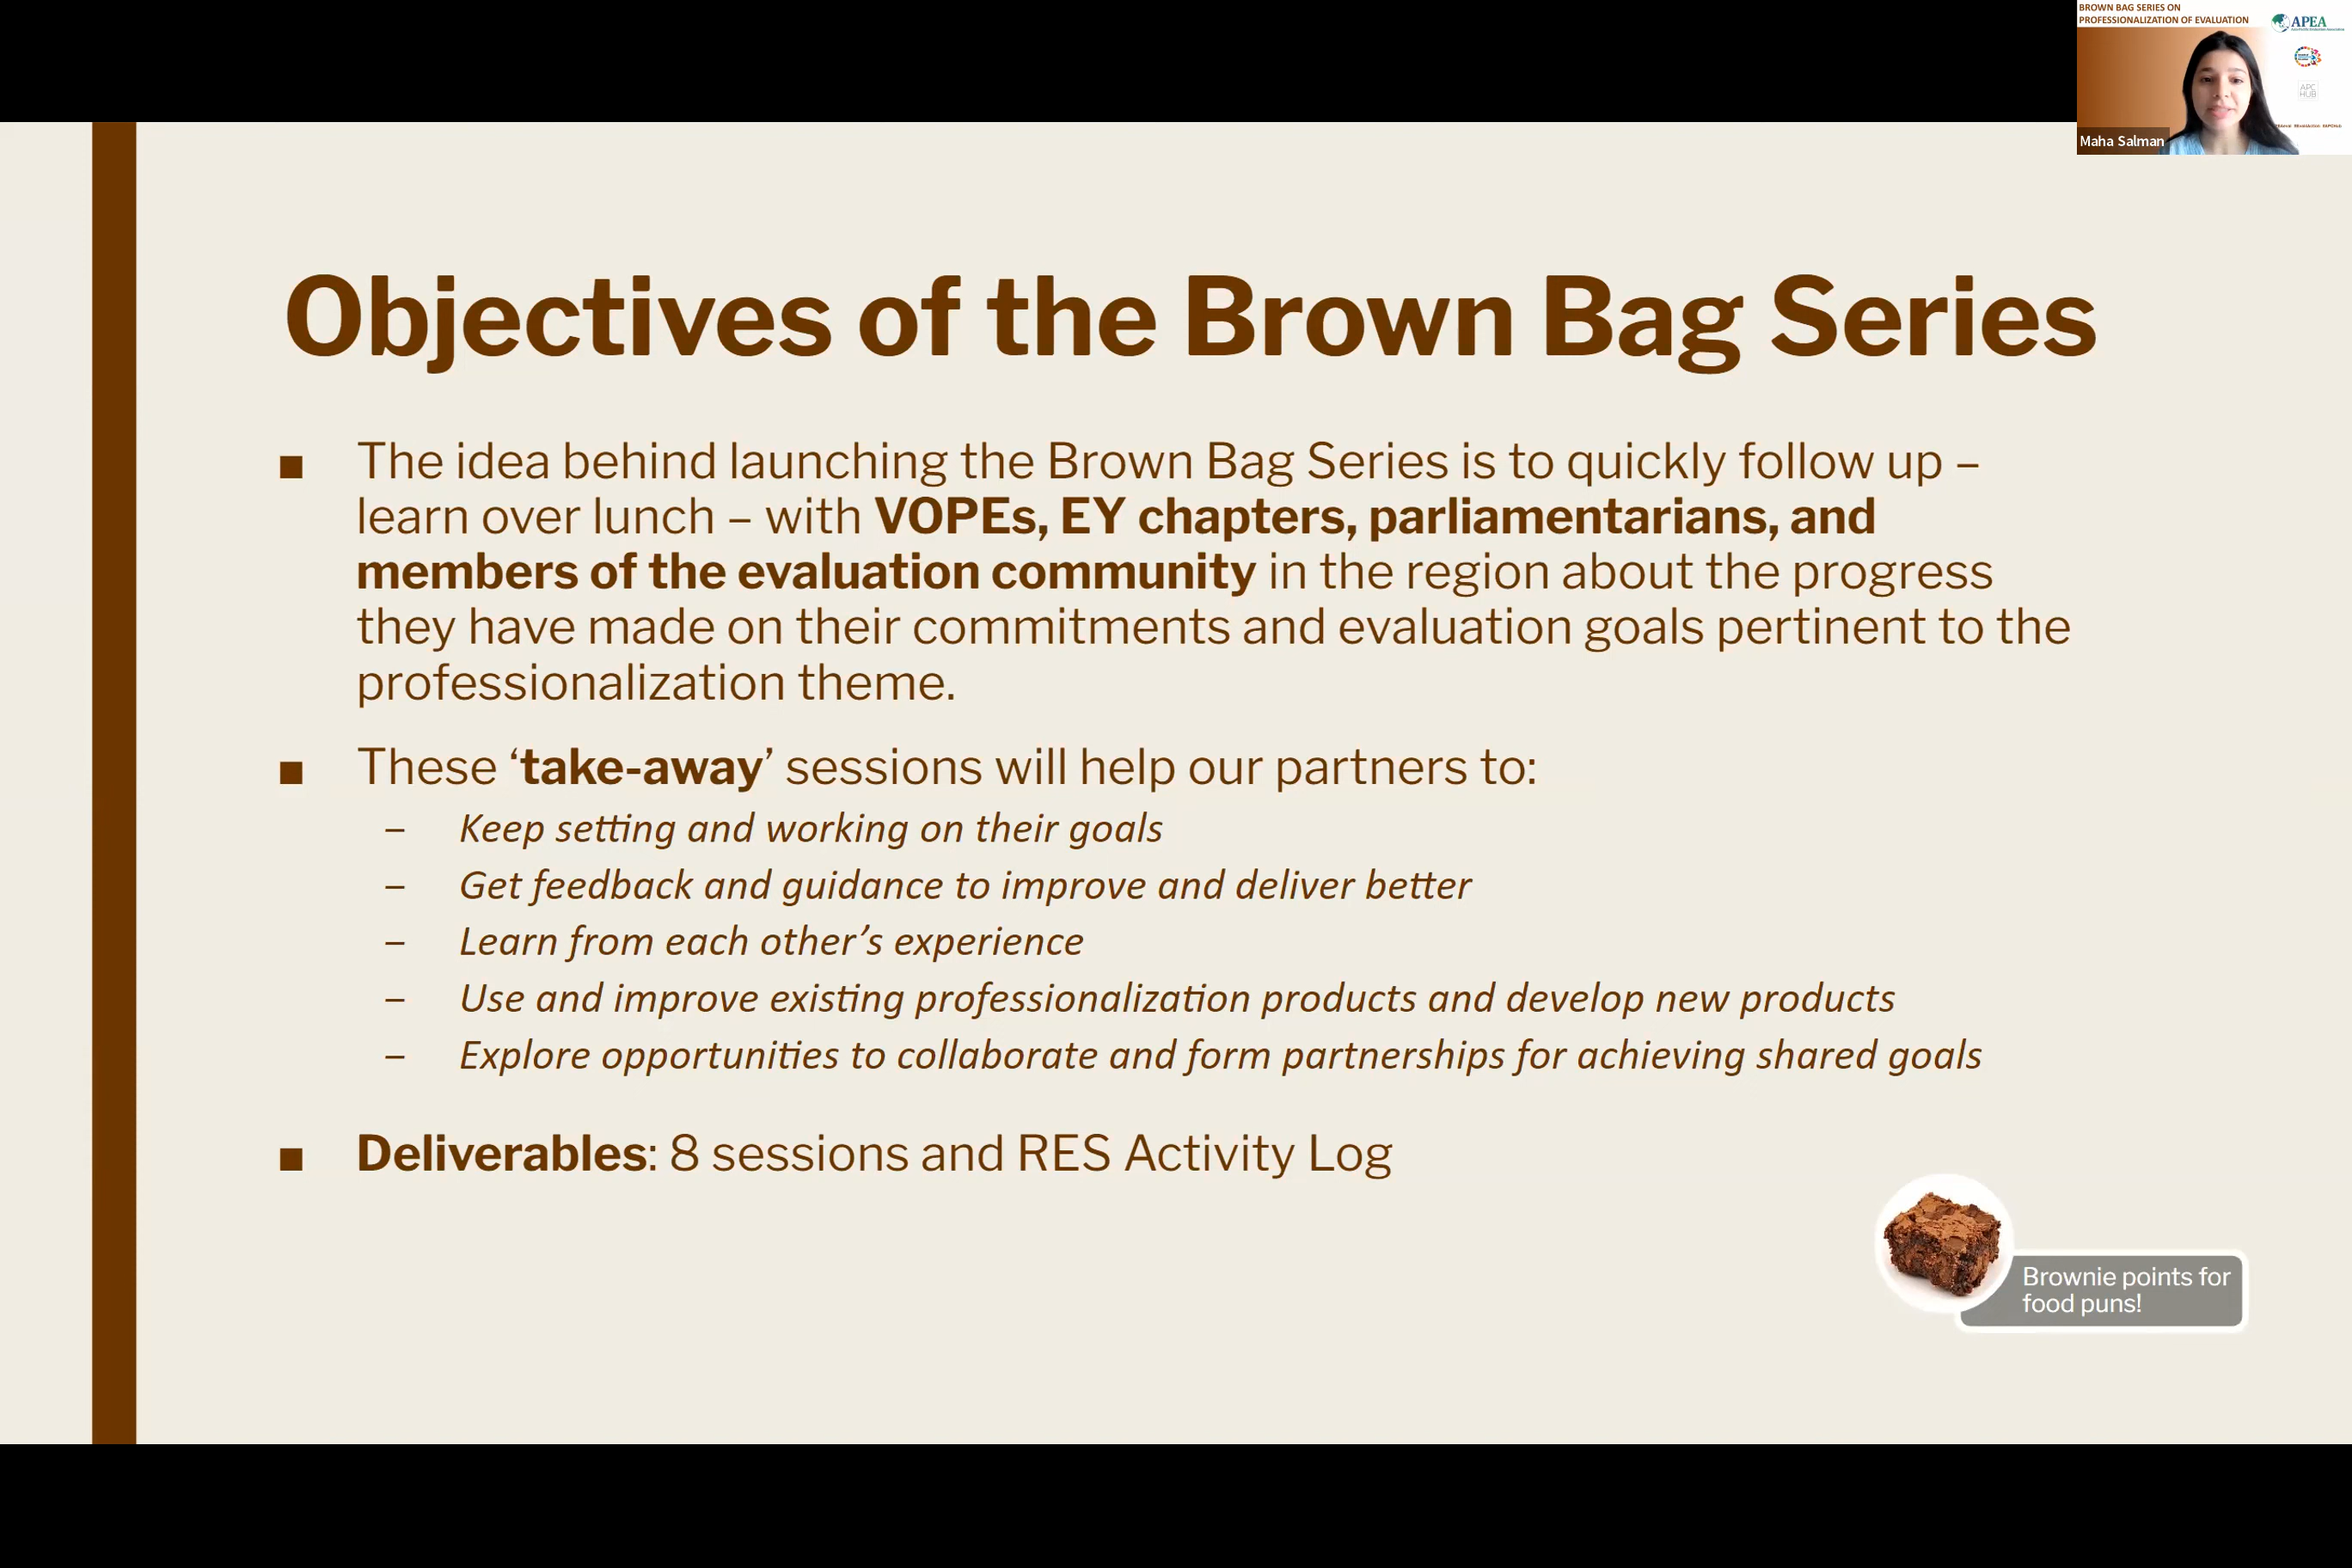 BROWN BAG SERIES ON
PROFESSIONALIZATION OF EVALUATION
APEA
APC
HUB
Maha Salman
Objectives of the Brown Bag Series
■ The idea behind launching the Brown Bag Series is to quickly follow up –
learn over lunch – with VOPEs, EY chapters, parliamentarians, and
members of the evaluation community in the region about the progress
they have made on their commitments and evaluation goals pertinent to the
professionalization theme.
■ These ‘take-away’ sessions will help our partners to:
– Keep setting and working on their goals
– Get feedback and guidance to improve and deliver better
– Learn from each other’s experience
– Use and improve existing professionalization products and develop new products
– Explore opportunities to collaborate and form partnerships for achieving shared goals
■ Deliverables: 8 sessions and RES Activity Log
Brownie points for
food puns!